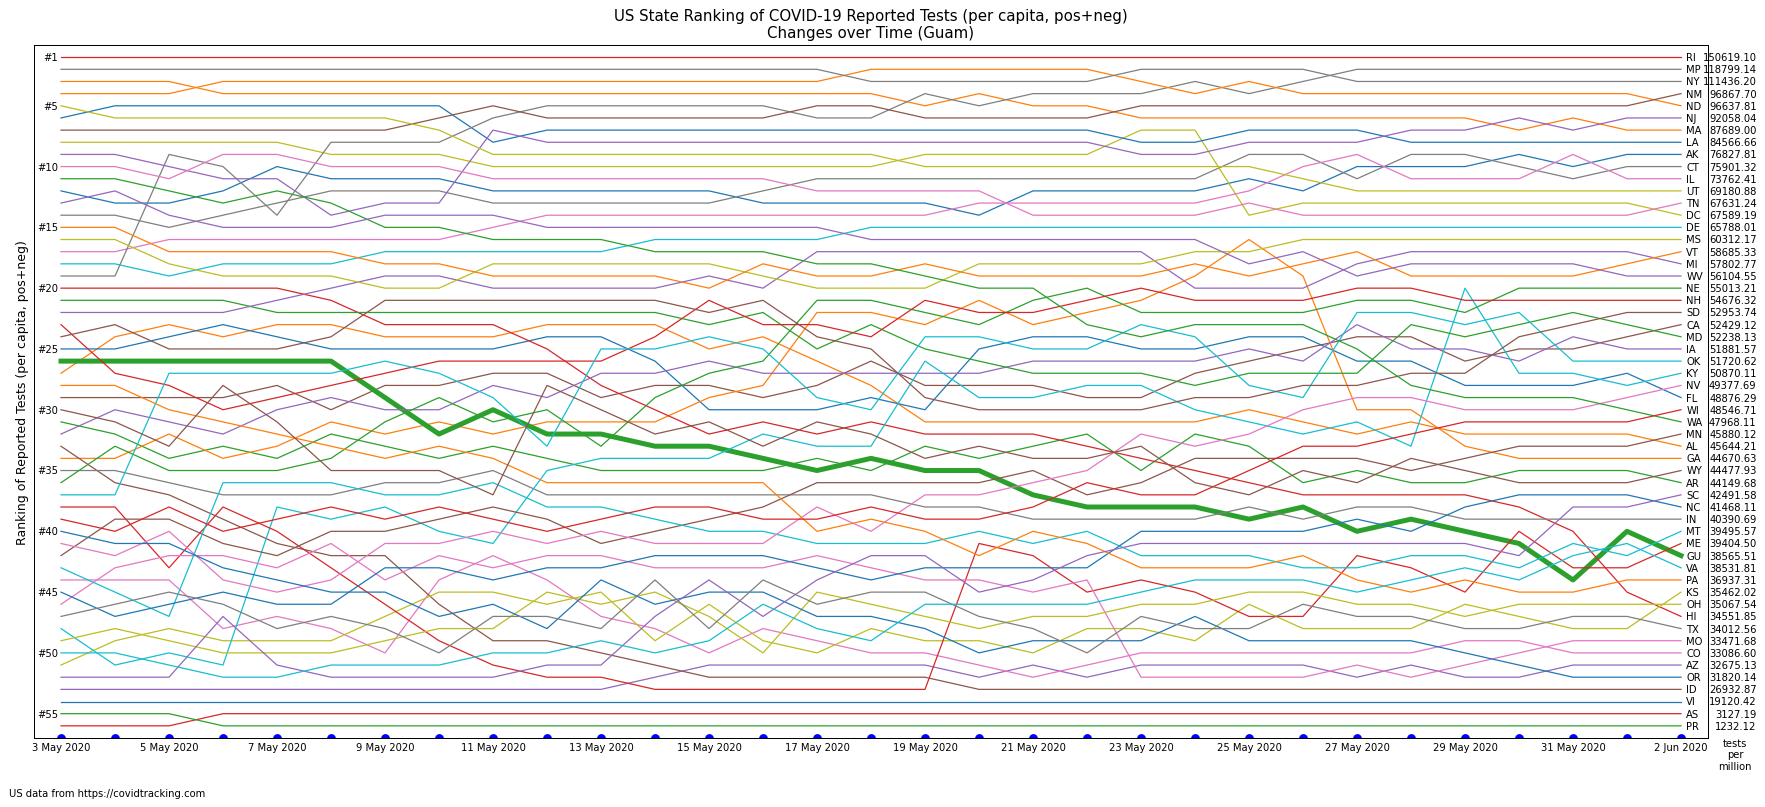 US State Ranking of COVID-19 Reported Tests (per capita, pos+neg)
Changes over Time (Guam)
Ranking of Reported Tests (per capita, pos+neg)
#1
#5
#10
#15
#20
#25
#30
#35
#40
#45
#50
#55
RI 150619.10
MP 118799.14
NY 111436.20
NM 96867.70
ND 96637.81
NJ 92058.04
MA 87689.00
LA 84566.66
AK 76827.81
CT 75901.32
IL 73762.41
UT 69180.88
TN 67631.24
DC 67589.19
DE 65788.01
MS 60312.17
VT 58685.33
MI 57802.77
WV 56104.55
NE 55013.21
NH 54676.32
SD 52953.74
CA 52429.12
MD 52238.13
IA 51881.57
OK 51720.62
KY 50870.11
NV 49377.69
FL 48876.29
WI 48546.71
WA 47968.11
MN 45880.12
AL 45644.21
GA 44670.63
WY 44477.93
AR 44149.68
SC 42491.58
NC 41468.11
IN 40390.69
MT 39495.57
ME 39404.50
GU 38565.51
VA 38531.81
PA 36937.31
KS 35462.02
OH 35067.54
HI 34551.85
TX 34012.56
MO 33471.68
CO 33086.60
AZ 32675.13
OR 31820.14
ID 26932.87
VI 19120.42
AS 3127.19
PR 1232.12
3 May 2020 5 May 2020 7 May 2020 9 May 2020 11 May 2020 13 May 2020 15 May 2020 17 May 2020 19 May 2020 21 May 2020 23 May 2020 25 May 2020 27 May 2020 29 May 2020 31 May 2020 2 Jun 2020
tests
per
million
US data from https://covidtracking.com